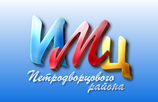 ИМЦ
Петродворцового
района